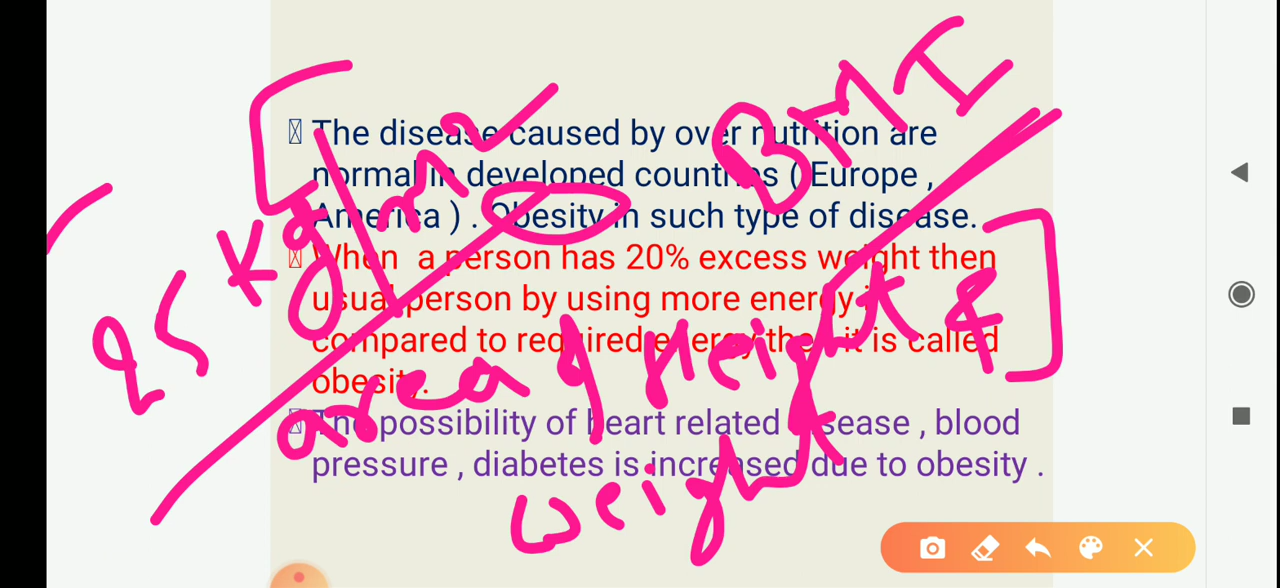 The disease caused by over nutrition are
normal in developed countries ( Europe ,
America ) . Obesity in such type of disease.
When a person has 20% excess weight then
usual person by using more energy is
compared to required energy then it is called
obesity.
The possibility of heart related disease , blood
pressure , diabetes is increased due to obesity .
BMI
25 kg/m2
area of Height &
weight